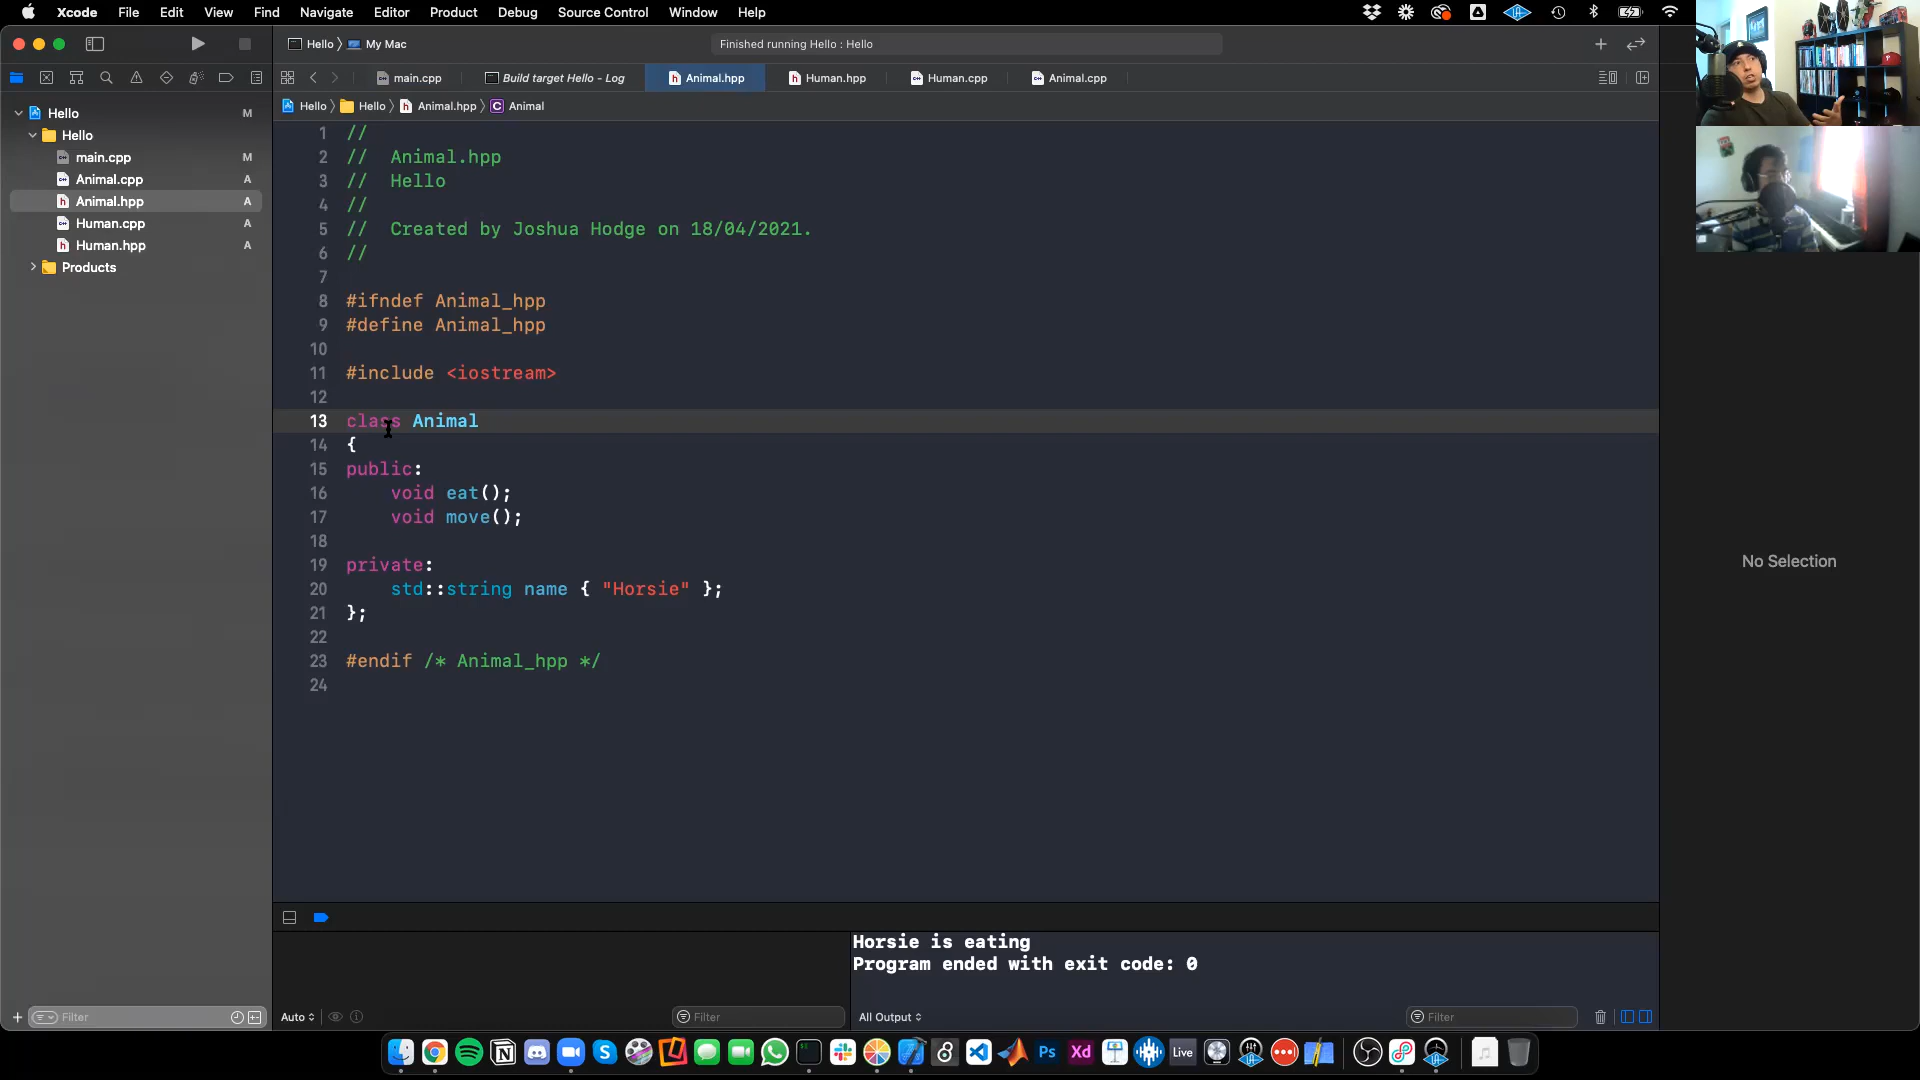 Xcode File Edit View Find Navigate Editor Product Debug Source Control Window Help
Hello My Mac
Finished running Hello : Hello
main.cpp Build target Hello - Log Animal.hpp Human.hpp Human.cpp Animal.cpp
Hello Hello Animal.hpp C Animal
Hello M
Hello
main.cpp M
Animal.cpp A
Animal.hpp A
Human.cpp A
Human.hpp A
Products
1 //
2 // Animal.hpp
3 // Hello
4 //
5 // Created by Joshua Hodge on 18/04/2021.
6 //
7
8 #ifndef Animal_hpp
9 #define Animal_hpp
10
11 #include <iostream>
12
13 class Animal
14 {
15 public:
16 void eat();
17 void move();
18
19 private:
20 std::string name { "Horsie" };
21 };
22
23 #endif /* Animal_hpp */
24
No Selection
Horsie is eating
Program ended with exit code: 0
Filter
Auto
Filter
All Output
Filter
Ps Xd Live